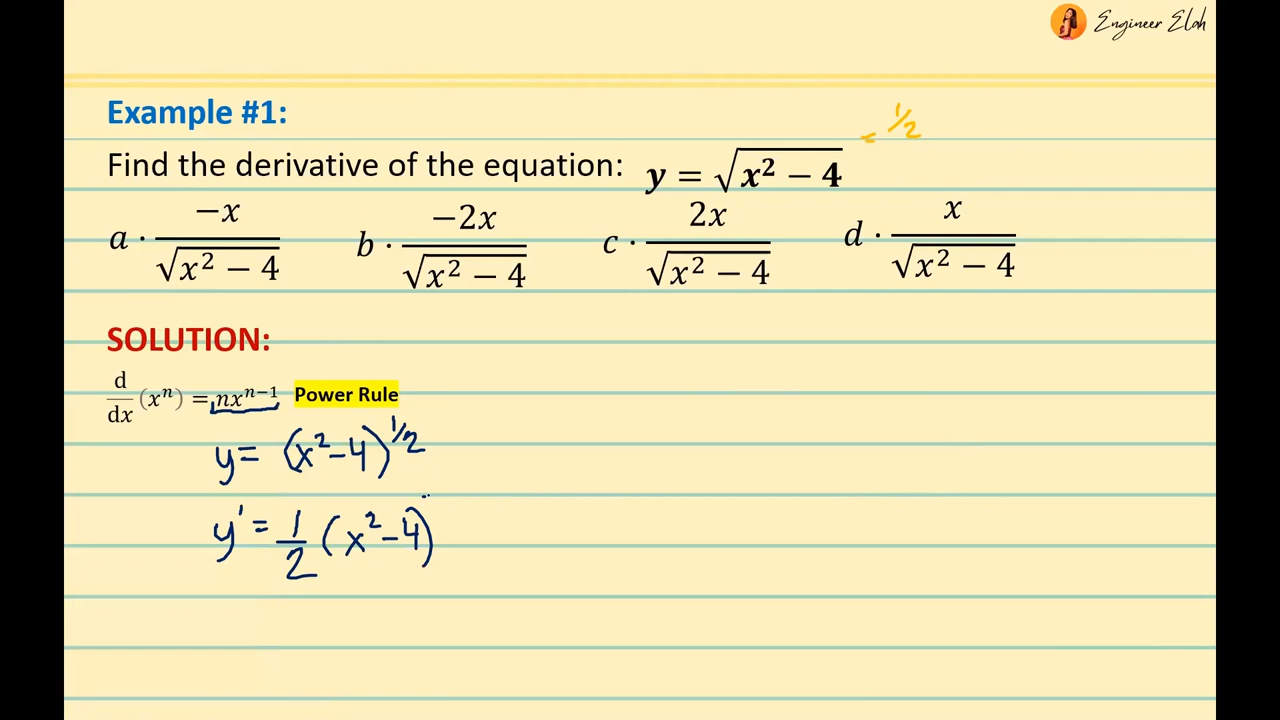 Engineer Elah
Example #1:
= 1/2
Find the derivative of the equation: y = √(x² − 4)
a · −x/√(x² − 4) b · −2x/√(x² − 4) c · 2x/√(x² − 4) d · x/√(x² − 4)
SOLUTION:
d/dx (xⁿ) = nxⁿ⁻¹ Power Rule
y = (x² − 4)^1/2
y' = 1/2 (x² − 4)